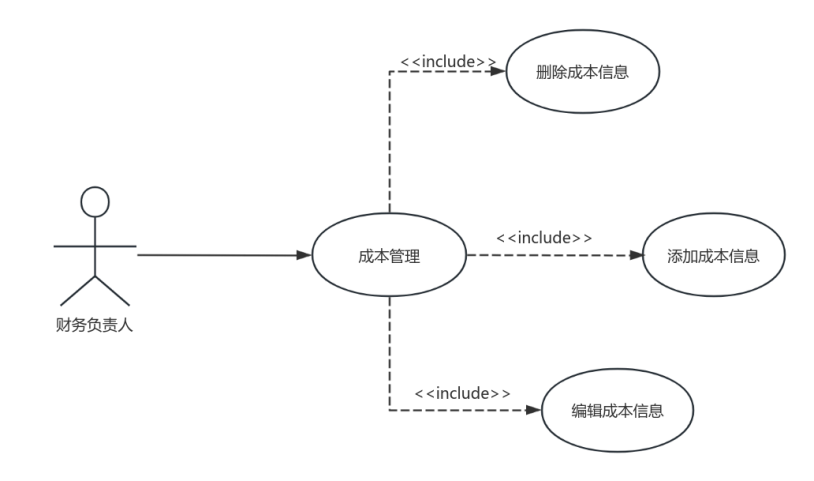 <<include>>
删除成本信息
<<include>>
成本管理
添加成本信息
财务负责人
<<include>>
编辑成本信息